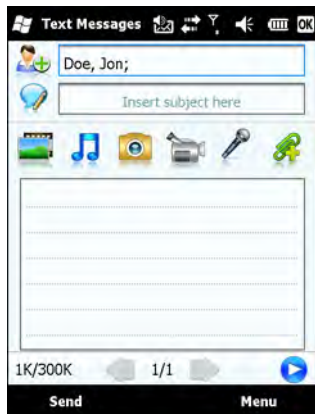 Text Messages OK
Doe, Jon;
Insert subject here
1K/300K 1/1
Send Menu